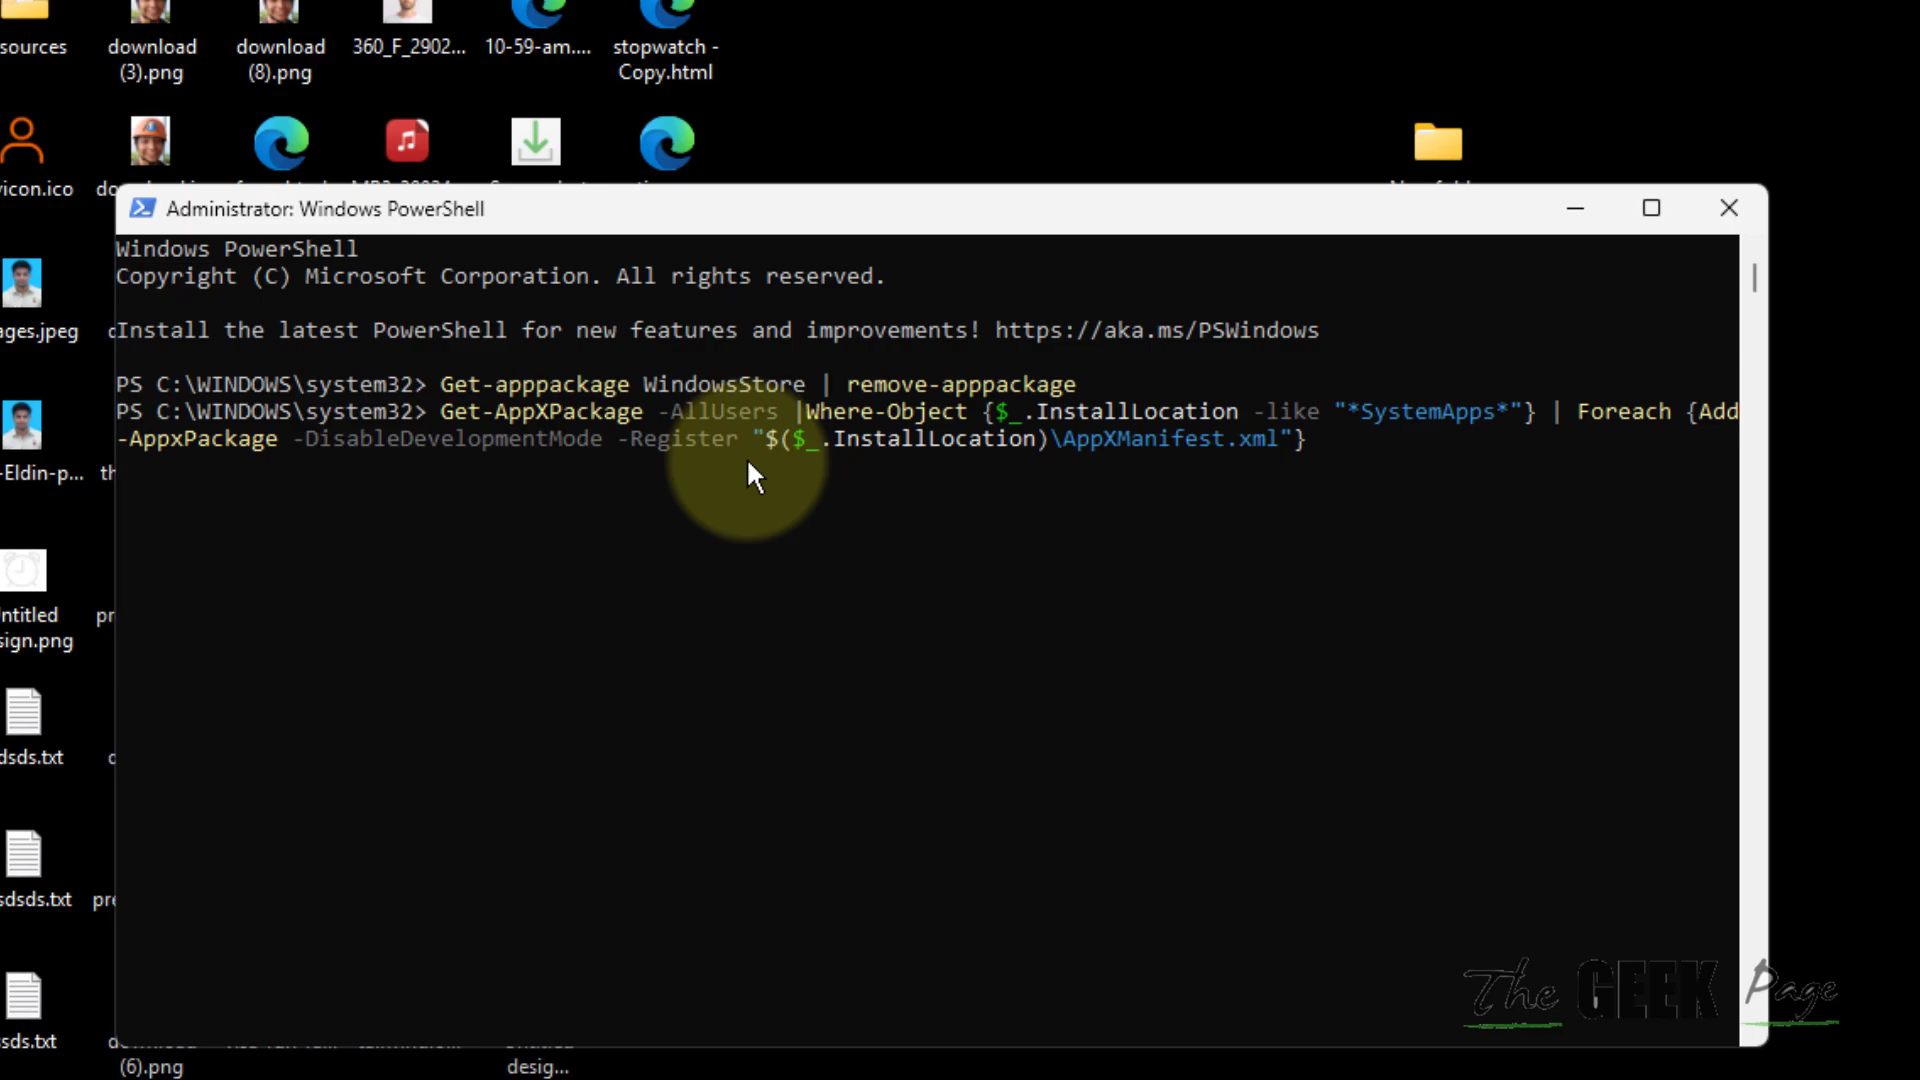 sources
download (3).png
download (8).png
360_F_2902...
10-59-am....
stopwatch - Copy.html
vicon.ico
Administrator: Windows PowerShell
Windows PowerShell
Copyright (C) Microsoft Corporation. All rights reserved.
Install the latest PowerShell for new features and improvements! https://aka.ms/PSWindows
PS C:\WINDOWS\system32> Get-apppackage WindowsStore | remove-apppackage
PS C:\WINDOWS\system32> Get-AppXPackage -AllUsers |Where-Object {$_.InstallLocation -like "*SystemApps*"} | Foreach {Add
-AppxPackage -DisableDevelopmentMode -Register "$($_.InstallLocation)\AppXManifest.xml"}
ages.jpeg
-Eldin-p...
th
ntitled
sign.png
pr
dsds.txt
sdsds.txt
pre
sds.txt
(6).png
desig...
The GEEK Page